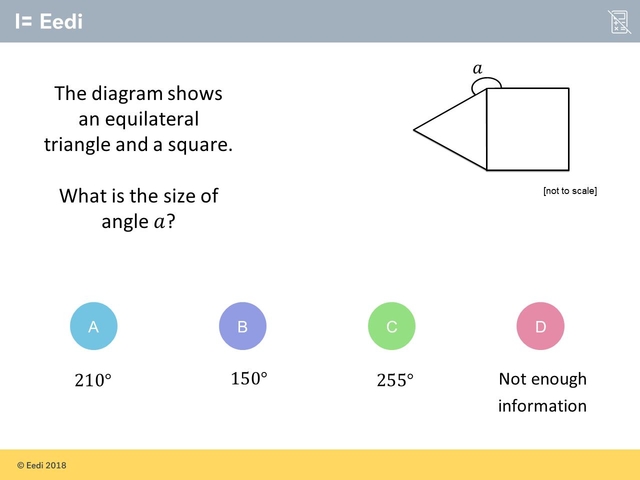 I= Eedi
The diagram shows
an equilateral
triangle and a square.
What is the size of
angle a?
a
[not to scale]
A
B
C
D
210°
150°
255°
Not enough
information
© Eedi 2018